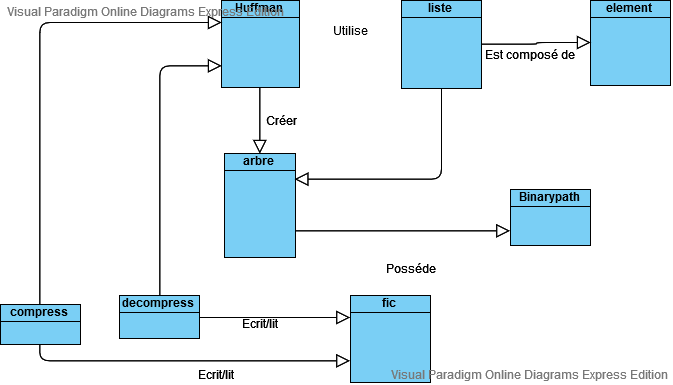 Visual Paradigm Online Diagrams Express Edition
Huffman
liste
element
Utilise
Est composé de
Créer
arbre
Binarypath
Posséde
compress
decompress
fic
Ecrit/lit
Ecrit/lit
Visual Paradigm Online Diagrams Express Edition